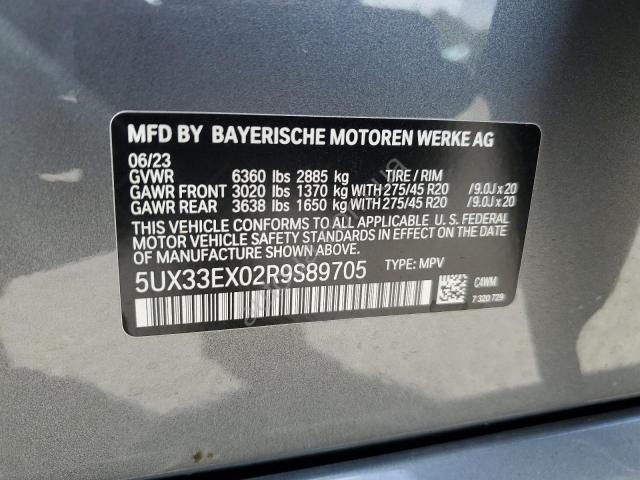 MFD BY BAYERISCHE MOTOREN WERKE AG
06/23
GVWR 6360 lbs 2885 kg TIRE / RIM
GAWR FRONT 3020 lbs 1370 kg WITH 275/45 R20 /9.0J x 20
GAWR REAR 3638 lbs 1650 kg WITH 275/45 R20 /9.0J x 20
THIS VEHICLE CONFORMS TO ALL APPLICABLE U. S. FEDERAL
MOTOR VEHICLE SAFETY STANDARDS IN EFFECT ON THE DATE
OF MANUFACTURE SHOWN ABOVE.
5UX33EX02R9S89705 TYPE: MPV
C4WM
7 320 729